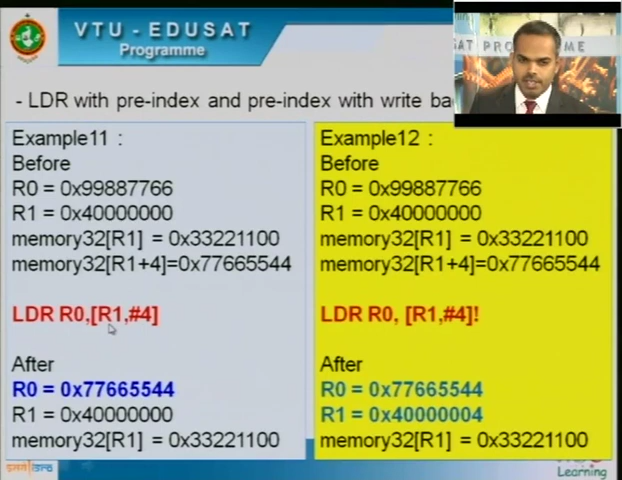 VTU - EDUSAT
Programme
SAT PROGRAMME
- LDR with pre-index and pre-index with write
Example11 :
Before
R0 = 0x99887766
R1 = 0x40000000
memory32[R1] = 0x33221100
memory32[R1+4]=0x77665544
LDR R0,[R1,#4]
After
R0 = 0x77665544
R1 = 0x40000000
memory32[R1] = 0x33221100
Example12 :
Before
R0 = 0x99887766
R1 = 0x40000000
memory32[R1] = 0x33221100
memory32[R1+4]=0x77665544
LDR R0, [R1,#4]!
After
R0 = 0x77665544
R1 = 0x40000004
memory32[R1] = 0x33221100
Learning